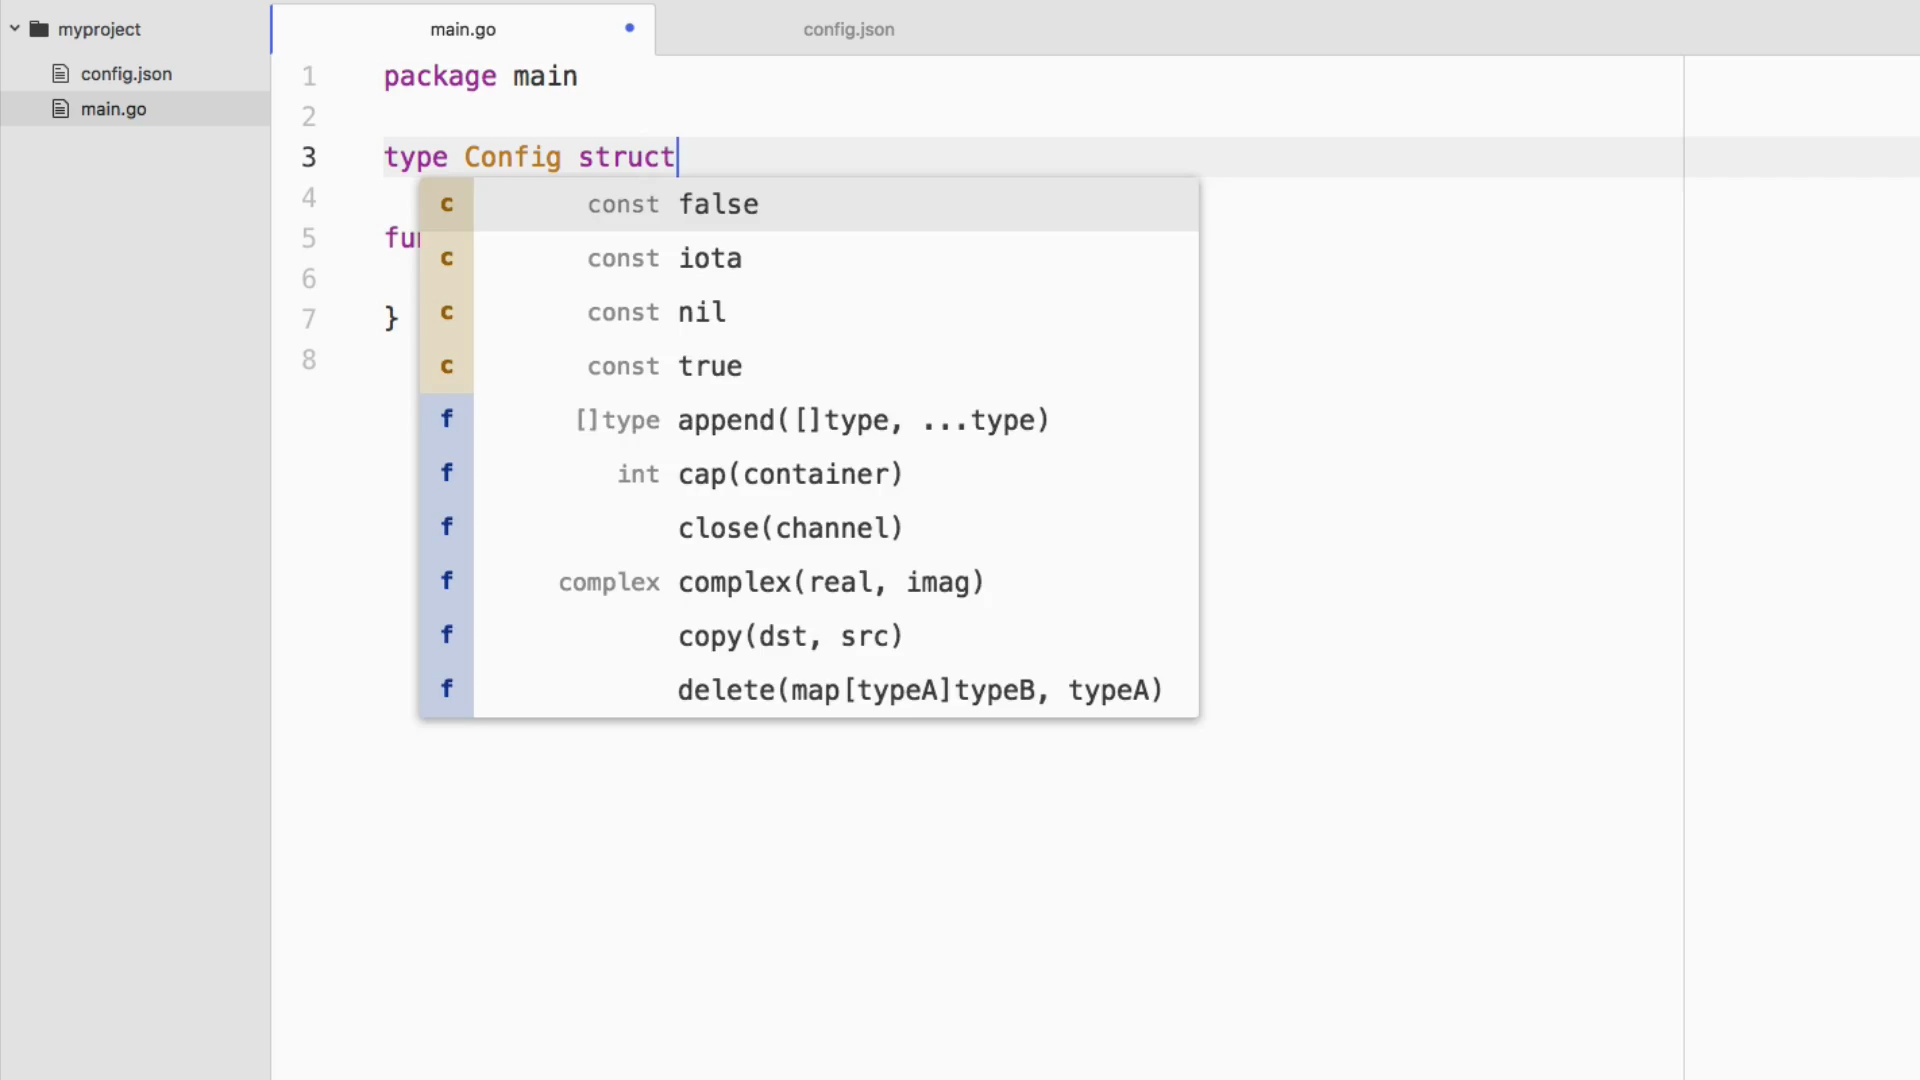 myproject
config.json
main.go
main.go
config.json
1 package main
2
3 type Config struct
4
5 fun
6
7 }
8
c const false
c const iota
c const nil
c const true
f []type append([]type, ...type)
f int cap(container)
f close(channel)
f complex complex(real, imag)
f copy(dst, src)
f delete(map[typeA]typeB, typeA)